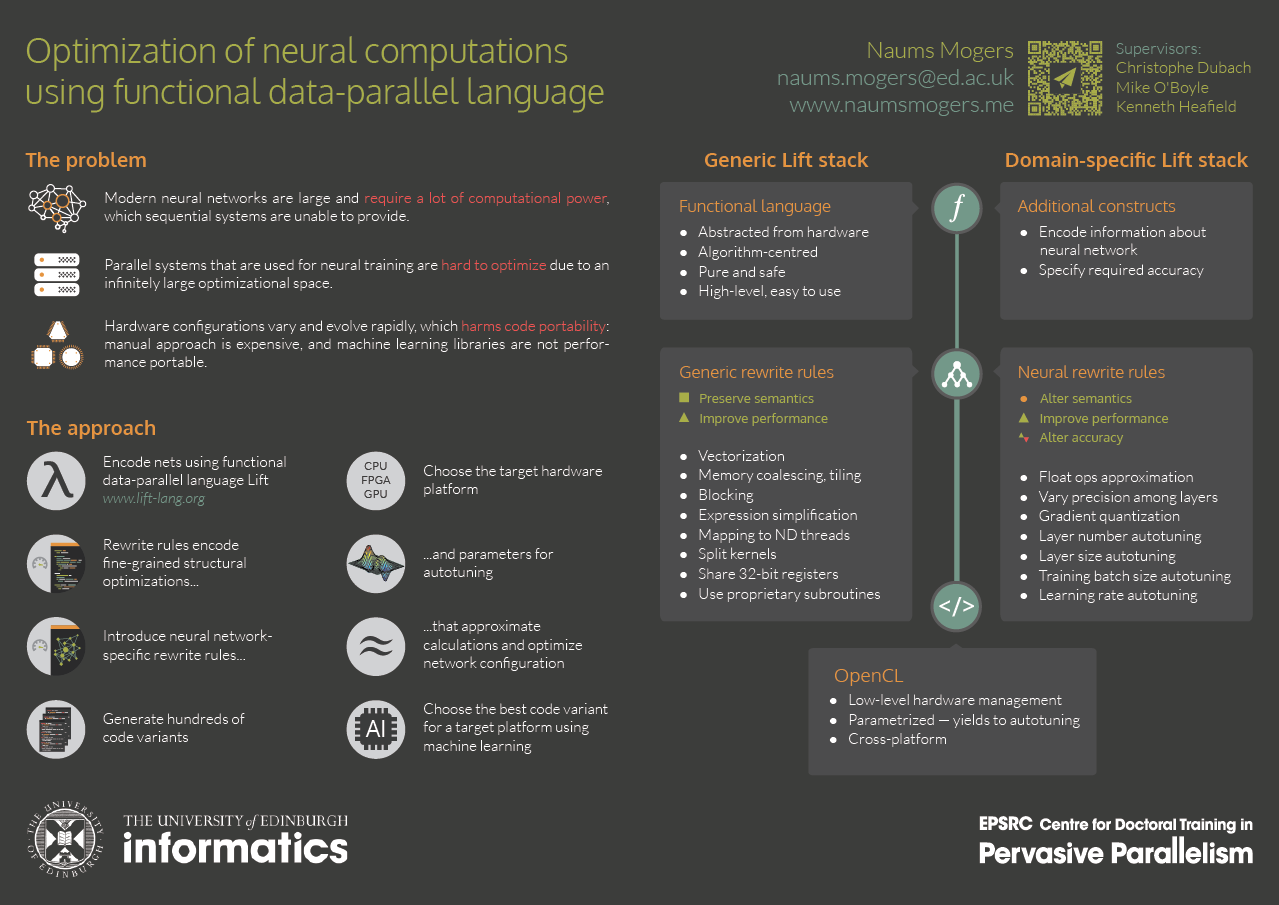 Optimization of neural computations
using functional data-parallel language
Naums Mogers
naums.mogers@ed.ac.uk
www.naumsmogers.me
Supervisors:
Christophe Dubach
Mike O'Boyle
Kenneth Heafield
The problem
Modern neural networks are large and require a lot of computational power,
which sequential systems are unable to provide.
Parallel systems that are used for neural training are hard to optimize due to an
infinitely large optimizational space.
Hardware configurations vary and evolve rapidly, which harms code portability:
manual approach is expensive, and machine learning libraries are not perfor-
mance portable.
The approach
λ
Encode nets using functional
data-parallel language Lift
www.lift-lang.org
CPU
FPGA
GPU
Choose the target hardware
platform
Rewrite rules encode
fine-grained structural
optimizations...
...and parameters for
autotuning
Introduce neural network-
specific rewrite rules...
≈
...that approximate
calculations and optimize
network configuration
Generate hundreds of
code variants
AI
Choose the best code variant
for a target platform using
machine learning
Generic Lift stack
Domain-specific Lift stack
Functional language
● Abstracted from hardware
● Algorithm-centred
● Pure and safe
● High-level, easy to use
f
Additional constructs
● Encode information about
neural network
● Specify required accuracy
Generic rewrite rules
■ Preserve semantics
▲ Improve performance
● Vectorization
● Memory coalescing, tiling
● Blocking
● Expression simplification
● Mapping to ND threads
● Split kernels
● Share 32-bit registers
● Use proprietary subroutines
Neural rewrite rules
● Alter semantics
▲ Improve performance
▲▼ Alter accuracy
● Float ops approximation
● Vary precision among layers
● Gradient quantization
● Layer number autotuning
● Layer size autotuning
● Training batch size autotuning
● Learning rate autotuning
</>
OpenCL
● Low-level hardware management
● Parametrized — yields to autotuning
● Cross-platform
THE UNIVERSITY OF EDINBURGH
THE UNIVERSITY of EDINBURGH
informatics
EPSRC Centre for Doctoral Training in
Pervasive Parallelism